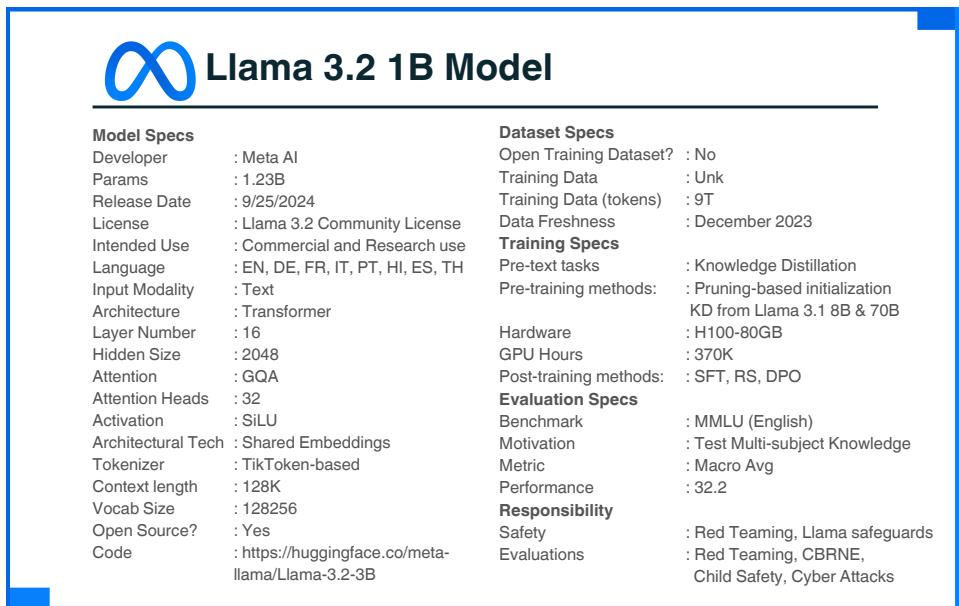 Llama 3.2 1B Model
Model Specs
Developer : Meta AI
Params : 1.23B
Release Date : 9/25/2024
License : Llama 3.2 Community License
Intended Use : Commercial and Research use
Language : EN, DE, FR, IT, PT, HI, ES, TH
Input Modality : Text
Architecture : Transformer
Layer Number : 16
Hidden Size : 2048
Attention : GQA
Attention Heads : 32
Activation : SiLU
Architectural Tech : Shared Embeddings
Tokenizer : TikToken-based
Context length : 128K
Vocab Size : 128256
Open Source? : Yes
Code : https://huggingface.co/meta-
llama/Llama-3.2-3B
Dataset Specs
Open Training Dataset? : No
Training Data : Unk
Training Data (tokens) : 9T
Data Freshness : December 2023
Training Specs
Pre-text tasks : Knowledge Distillation
Pre-training methods: : Pruning-based initialization
KD from Llama 3.1 8B & 70B
Hardware : H100-80GB
GPU Hours : 370K
Post-training methods: : SFT, RS, DPO
Evaluation Specs
Benchmark : MMLU (English)
Motivation : Test Multi-subject Knowledge
Metric : Macro Avg
Performance : 32.2
Responsibility
Safety : Red Teaming, Llama safeguards
Evaluations : Red Teaming, CBRNE,
Child Safety, Cyber Attacks